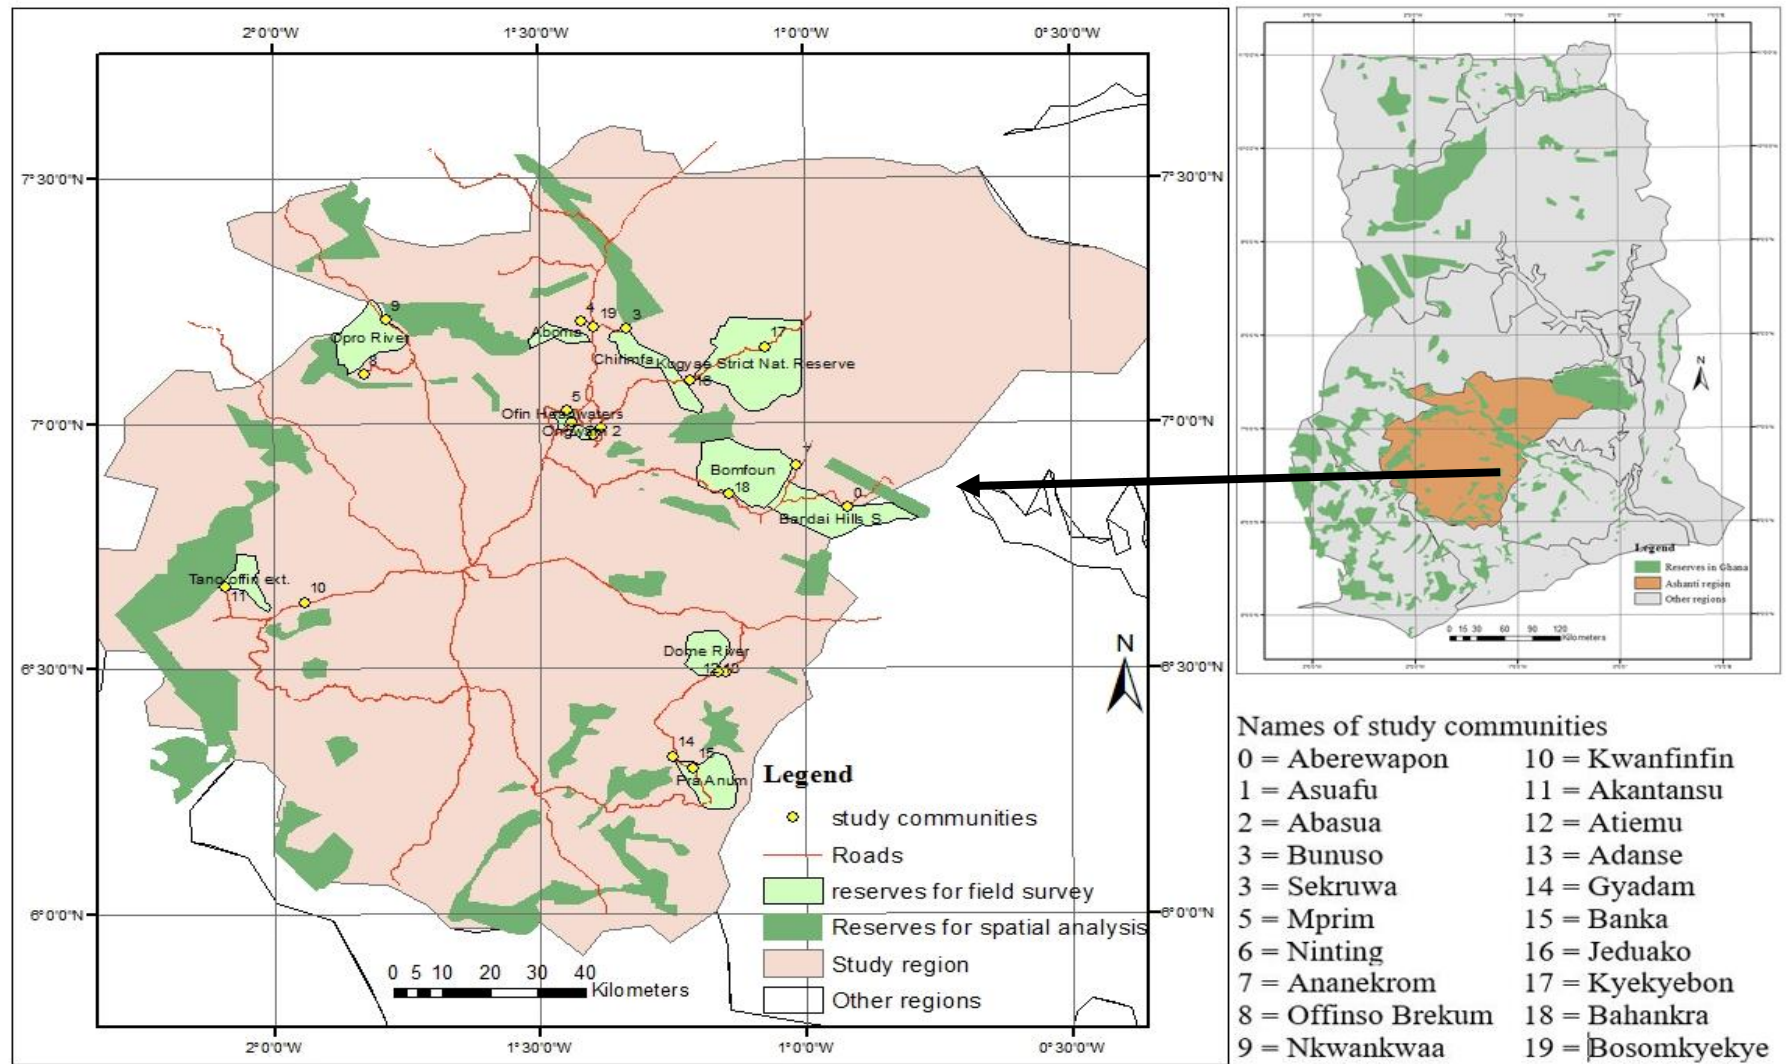 2°0'0"W 1°30'0"W 1°0'0"W 0°30'0"W
7°30'0"N 7°30'0"N
9
4
19
3
17
Opro River
Aboma
Chirimfa
Kogyae Strict Nat. Reserve
8
16
5
Ofin Headwaters
7°0'0"N 7°0'0"N
2
7
Bomfoun
18
0
Bandai Hills S
Tano offin ext.
11
10
Dome River
6°30'0"N 6°30'0"N
14
15
Pra Anum
N
Legend
study communities
Roads
reserves for field survey
Reserves for spatial analysis
Study region
Other regions
6°0'0"N 6°0'0"N
0 5 10 20 30 40
Kilometers
2°0'0"W 1°30'0"W 1°0'0"W 0°30'0"W
N
Legend
Reserves in Ghana
Ashanti region
Other regions
0 15 30 60 90 120
Kilometers
Names of study communities
0 = Aberewapon 10 = Kwanfinfin
1 = Asuafu 11 = Akantansu
2 = Abasua 12 = Atiemu
3 = Bunuso 13 = Adanse
3 = Sekruwa 14 = Gyadam
5 = Mprim 15 = Banka
6 = Ninting 16 = Jeduako
7 = Ananekrom 17 = Kyekyebon
8 = Offinso Brekum 18 = Bahankra
9 = Nkwankwaa 19 = Bosomkyekye